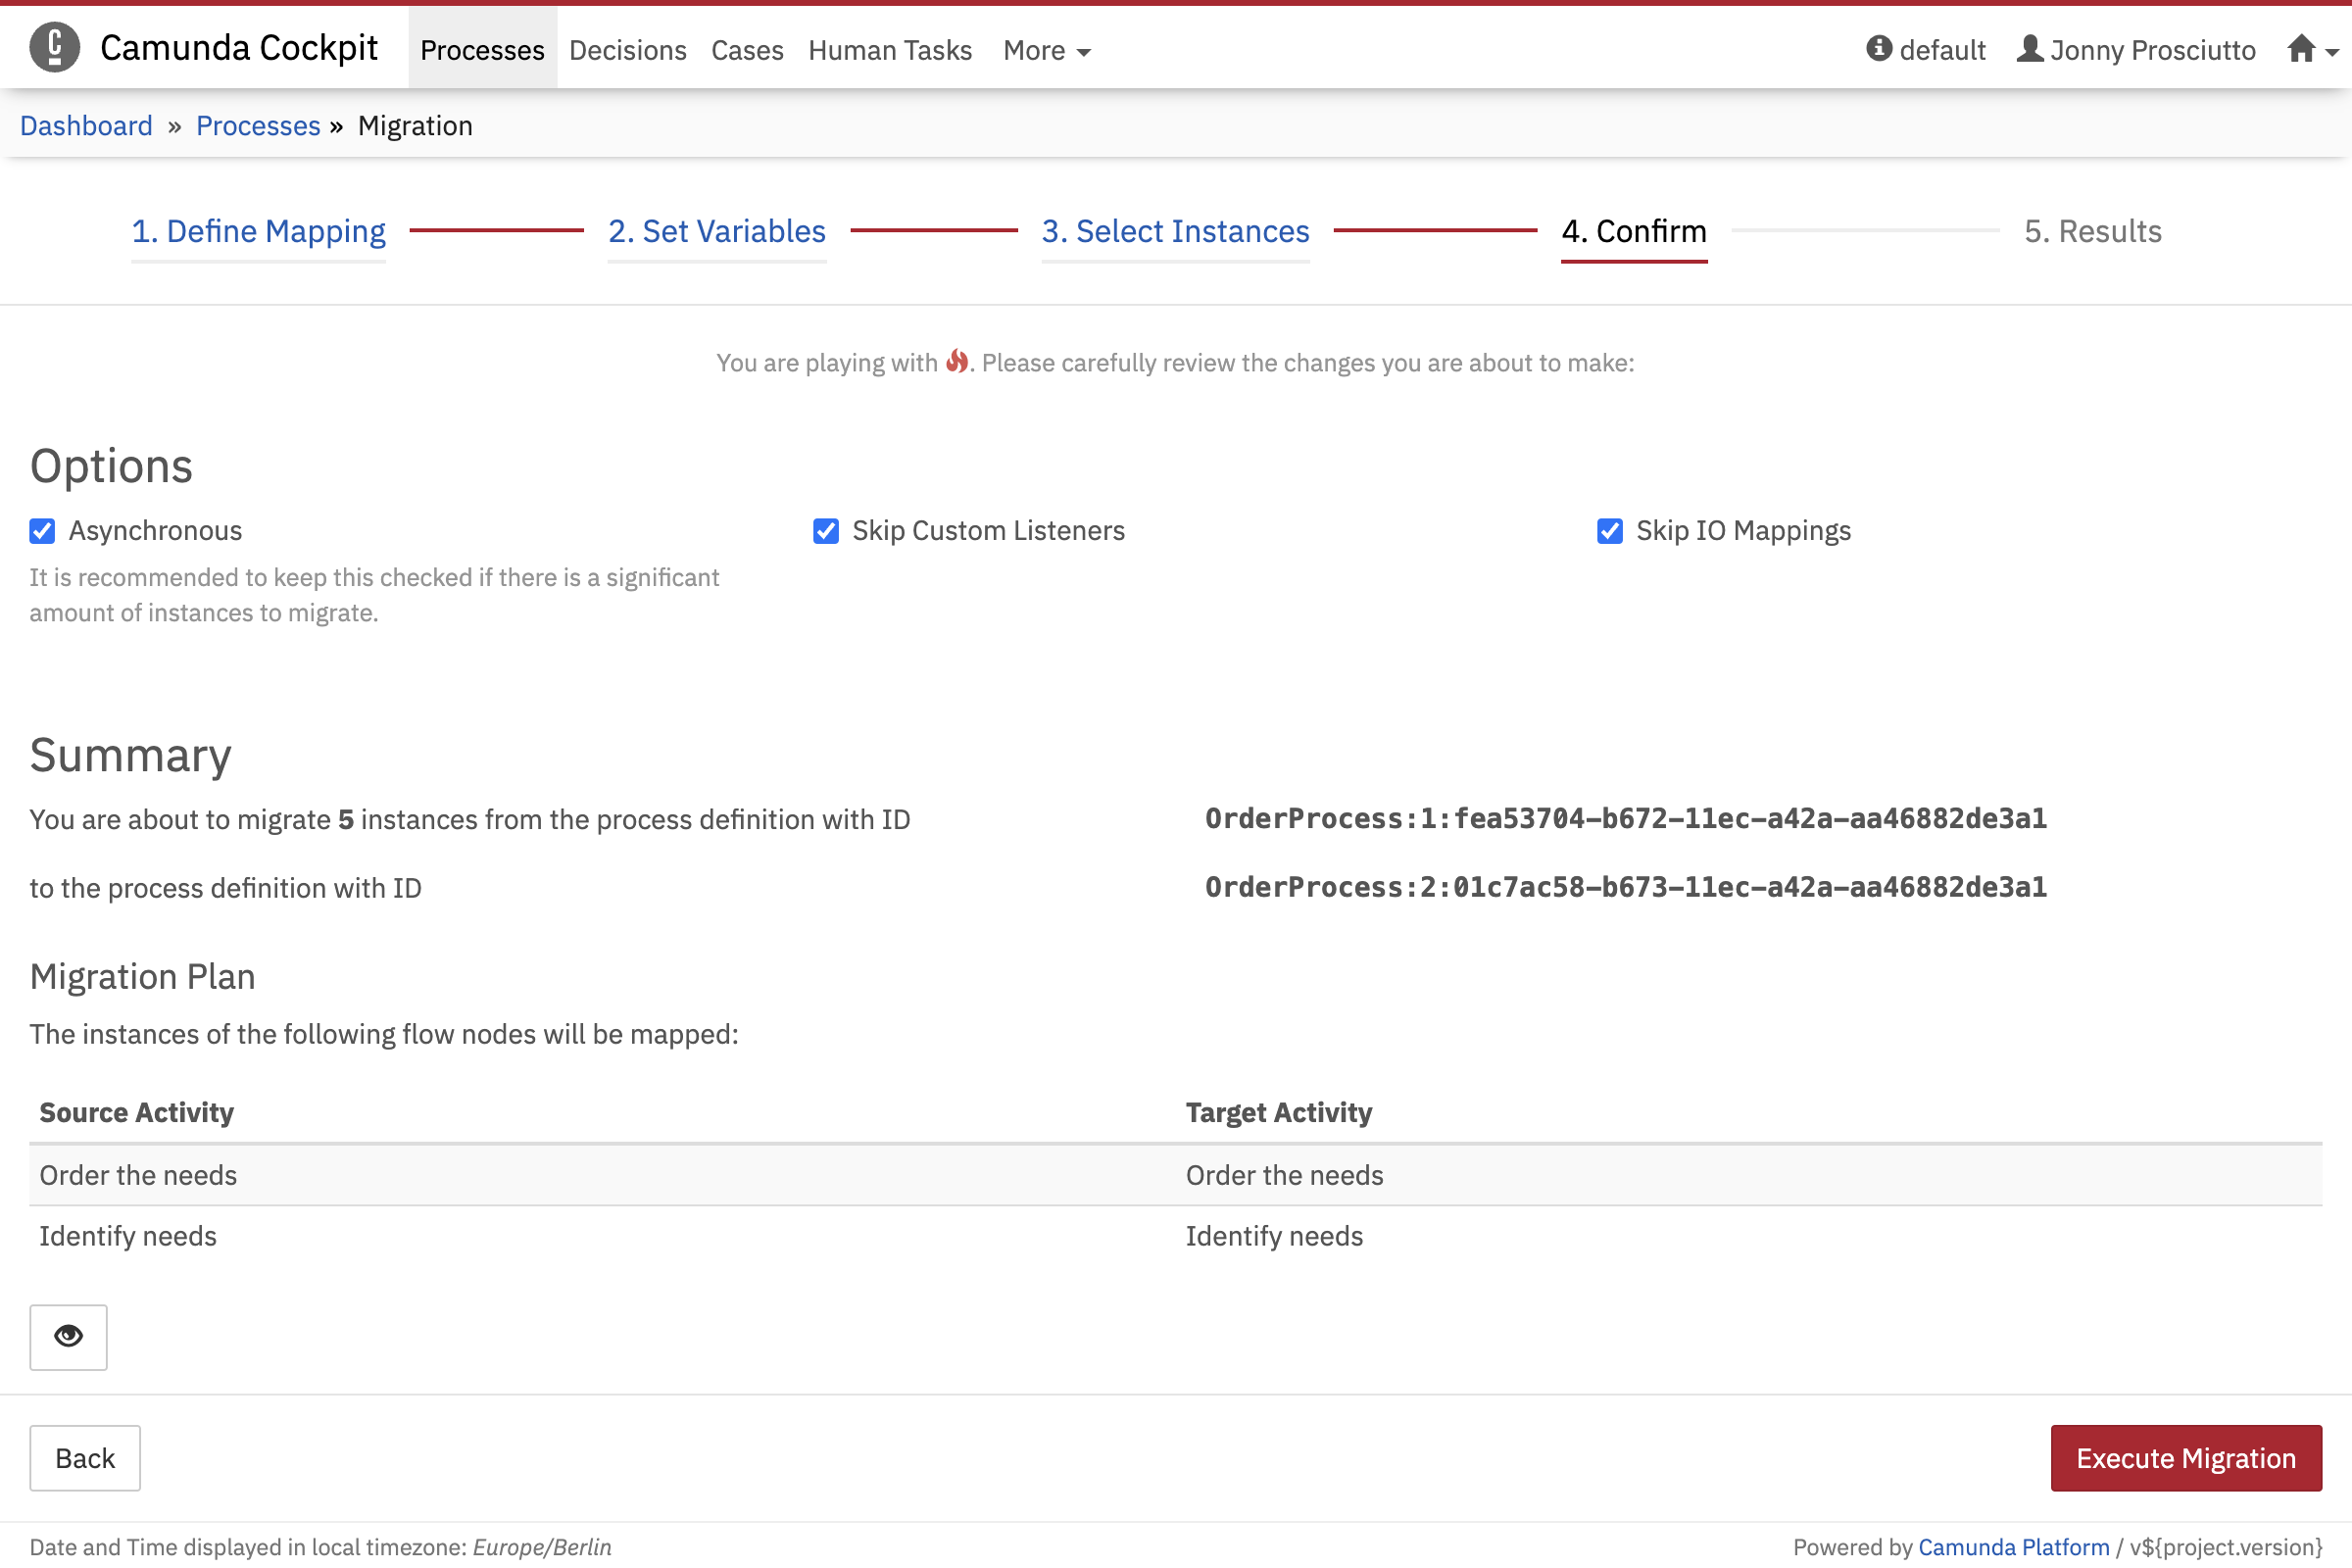 Camunda Cockpit Processes Decisions Cases Human Tasks More default Jonny Prosciutto
Dashboard » Processes » Migration
1. Define Mapping 2. Set Variables 3. Select Instances 4. Confirm 5. Results
You are playing with . Please carefully review the changes you are about to make:
Options
Asynchronous Skip Custom Listeners Skip IO Mappings
It is recommended to keep this checked if there is a significant
amount of instances to migrate.
Summary
You are about to migrate 5 instances from the process definition with ID OrderProcess:1:fea53704-b672-11ec-a42a-aa46882de3a1
to the process definition with ID OrderProcess:2:01c7ac58-b673-11ec-a42a-aa46882de3a1
Migration Plan
The instances of the following flow nodes will be mapped:
Source Activity Target Activity
Order the needs Order the needs
Identify needs Identify needs
Back Execute Migration
Date and Time displayed in local timezone: Europe/Berlin Powered by Camunda Platform / v${project.version}